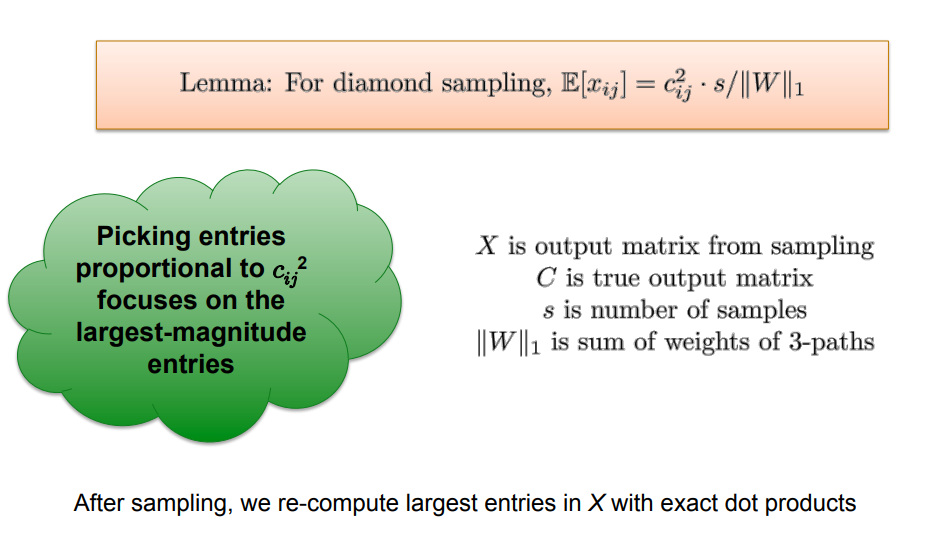 Lemma: For diamond sampling, 𝔼[x_{ij}] = c_{ij}^2 · s/‖W‖_1
Picking entries
proportional to c_{ij}^2
focuses on the
largest-magnitude
entries
X is output matrix from sampling
C is true output matrix
s is number of samples
‖W‖_1 is sum of weights of 3-paths
After sampling, we re-compute largest entries in X with exact dot products